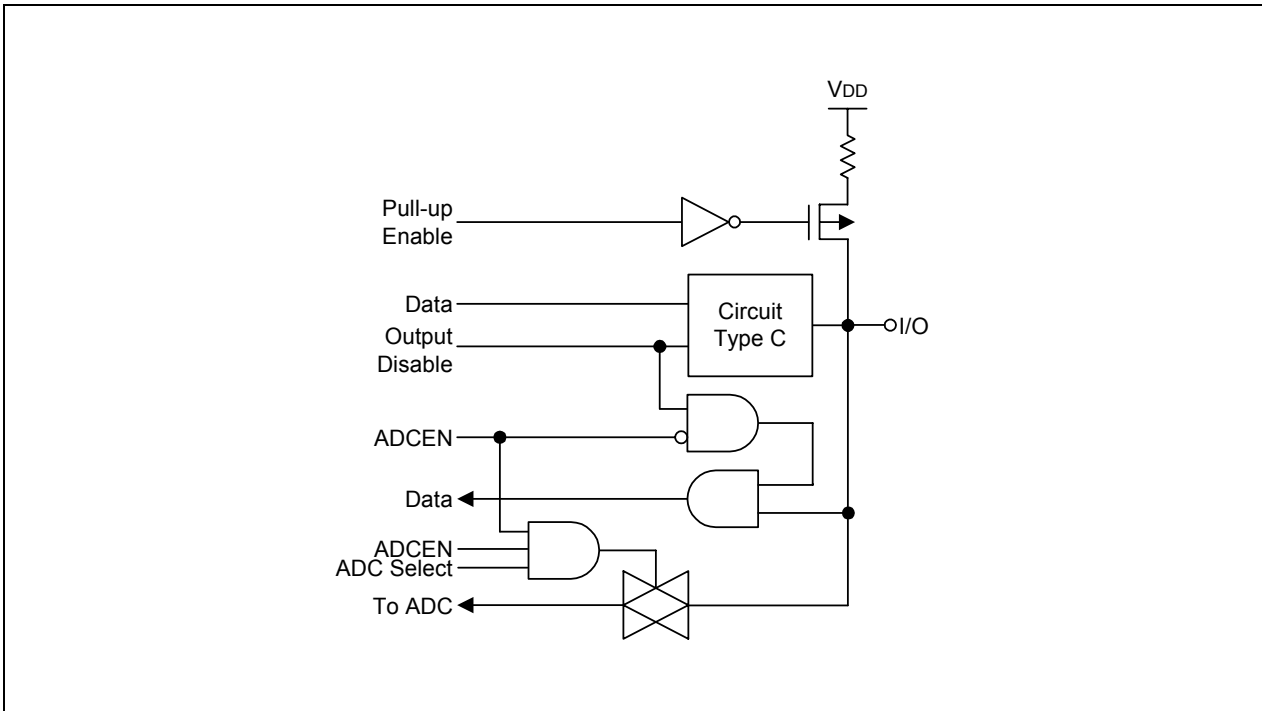 VDD
Pull-up
Enable
Data
Circuit
Type C
I/O
Output
Disable
ADCEN
Data
ADCEN
ADC Select
To ADC